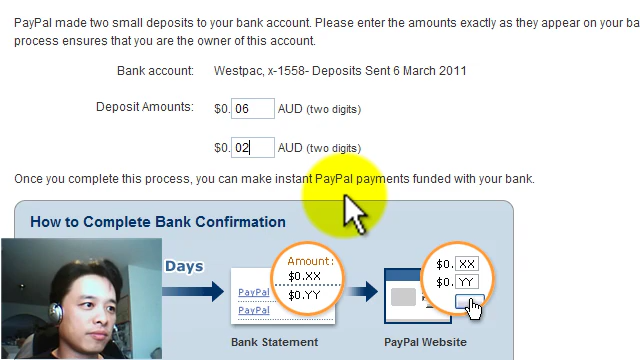 PayPal made two small deposits to your bank account. Please enter the amounts exactly as they appear on your ba
process ensures that you are the owner of this account.
Bank account: Westpac, x-1558- Deposits Sent 6 March 2011
Deposit Amounts: $0. 06 AUD (two digits)
$0. 02 AUD (two digits)
Once you complete this process, you can make instant PayPal payments funded with your bank.
How to Complete Bank Confirmation
Days
Amount:
$0.XX
$0.YY
PayPal
PayPal
$0. XX
$0. YY
Bank Statement
PayPal Website